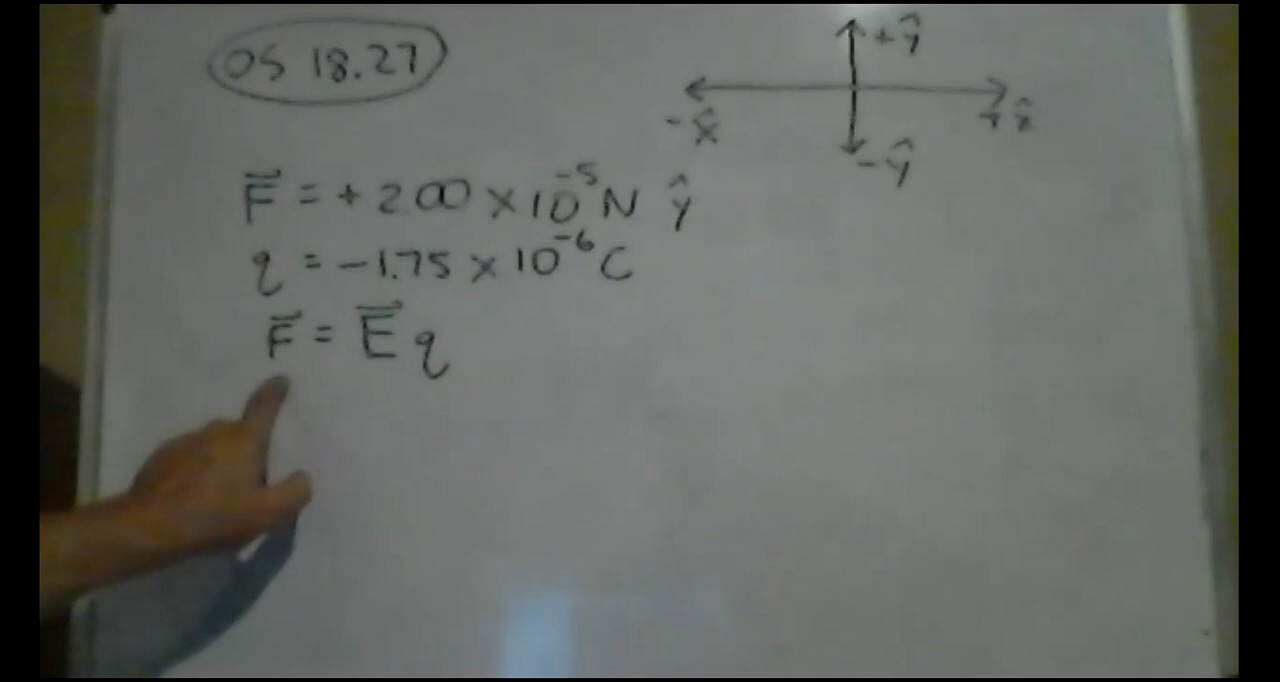 OS 18.27
+ŷ
-x̂
+x̂
-ŷ
F⃗ = + 2.00 × 10⁻⁵ N ŷ
q = -1.75 × 10⁻⁶ C
F⃗ = E⃗ q